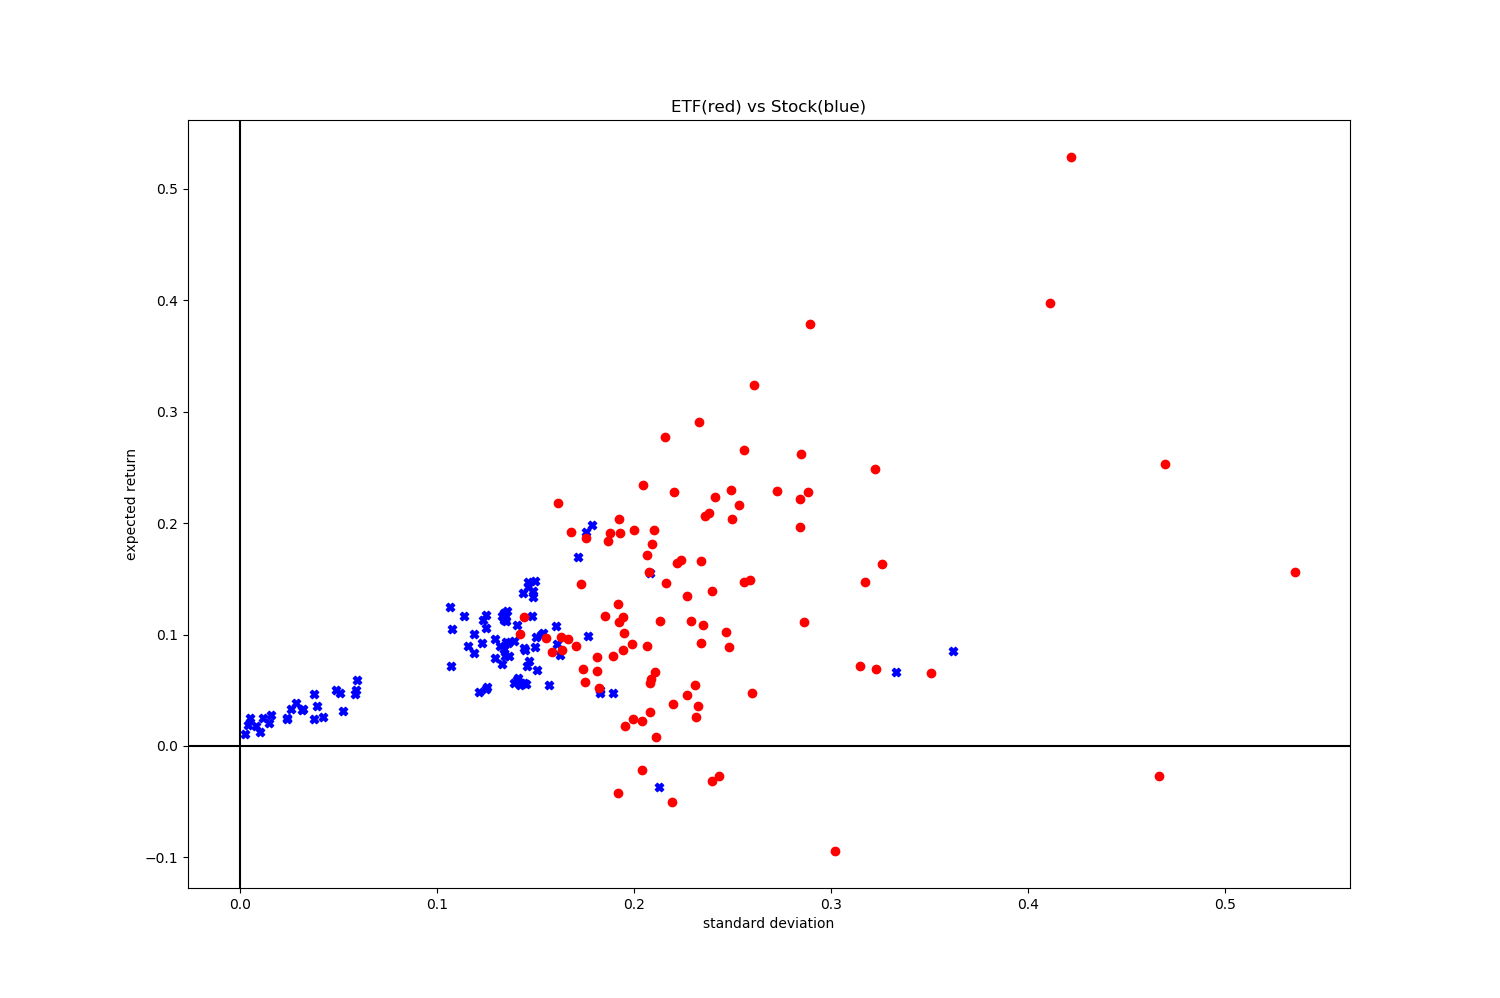 ETF(red) vs Stock(blue)
0.5
0.4
0.3
0.2
0.1
0.0
−0.1
expected return
0.0 0.1 0.2 0.3 0.4 0.5
standard deviation